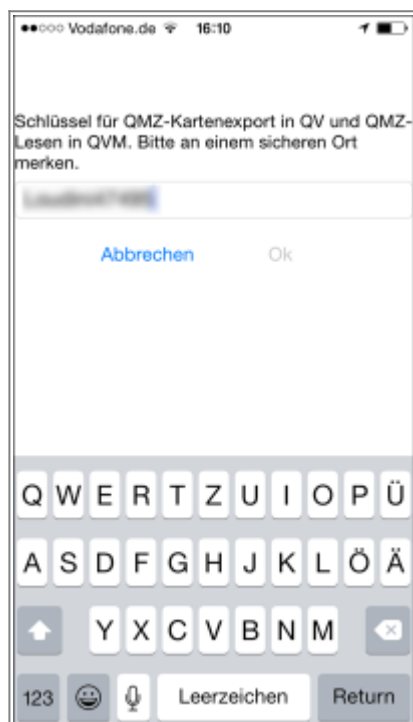 Vodafone.de 16:10
Schlüssel für QMZ-Kartenexport in QV und QMZ-
Lesen in QVM. Bitte an einem sicheren Ort
merken.
Abbrechen Ok
Q W E R T Z U I O P Ü
A S D F G H J K L Ö Ä
Y X C V B N M
123 Leerzeichen Return